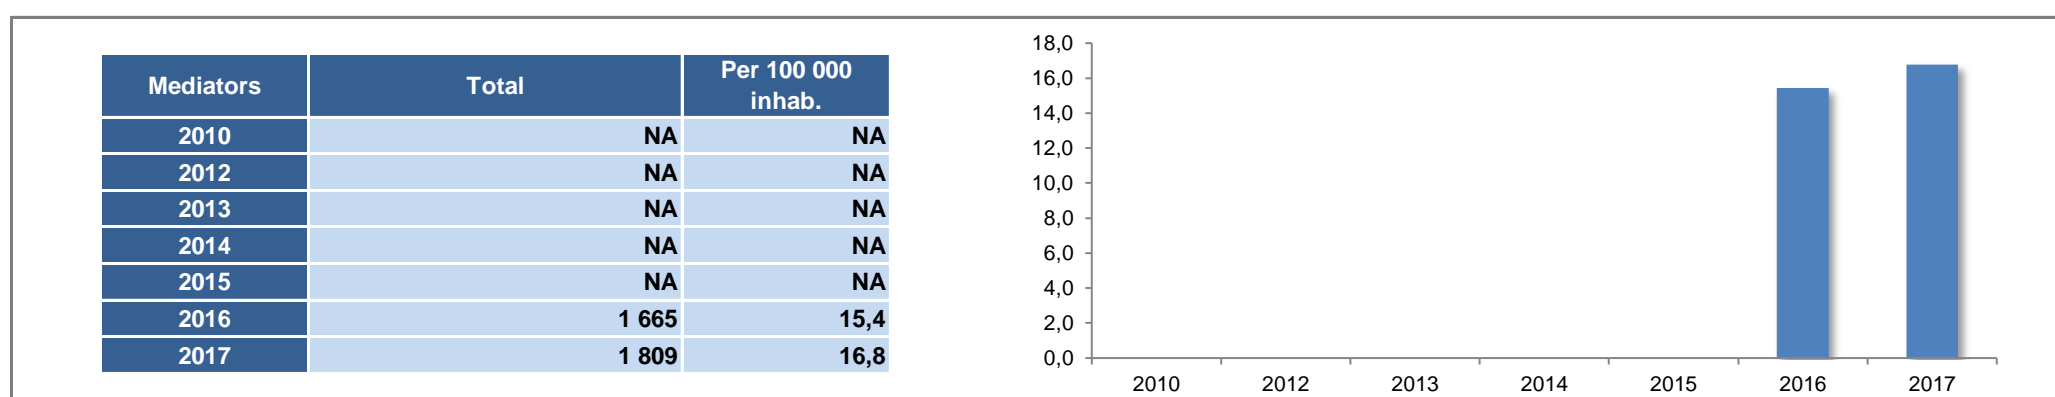 Mediators Total Per 100 000 inhab.
2010 NA NA
2012 NA NA
2013 NA NA
2014 NA NA
2015 NA NA
2016 1 665 15,4
2017 1 809 16,8
18,0
16,0
14,0
12,0
10,0
8,0
6,0
4,0
2,0
0,0
2010 2012 2013 2014 2015 2016 2017